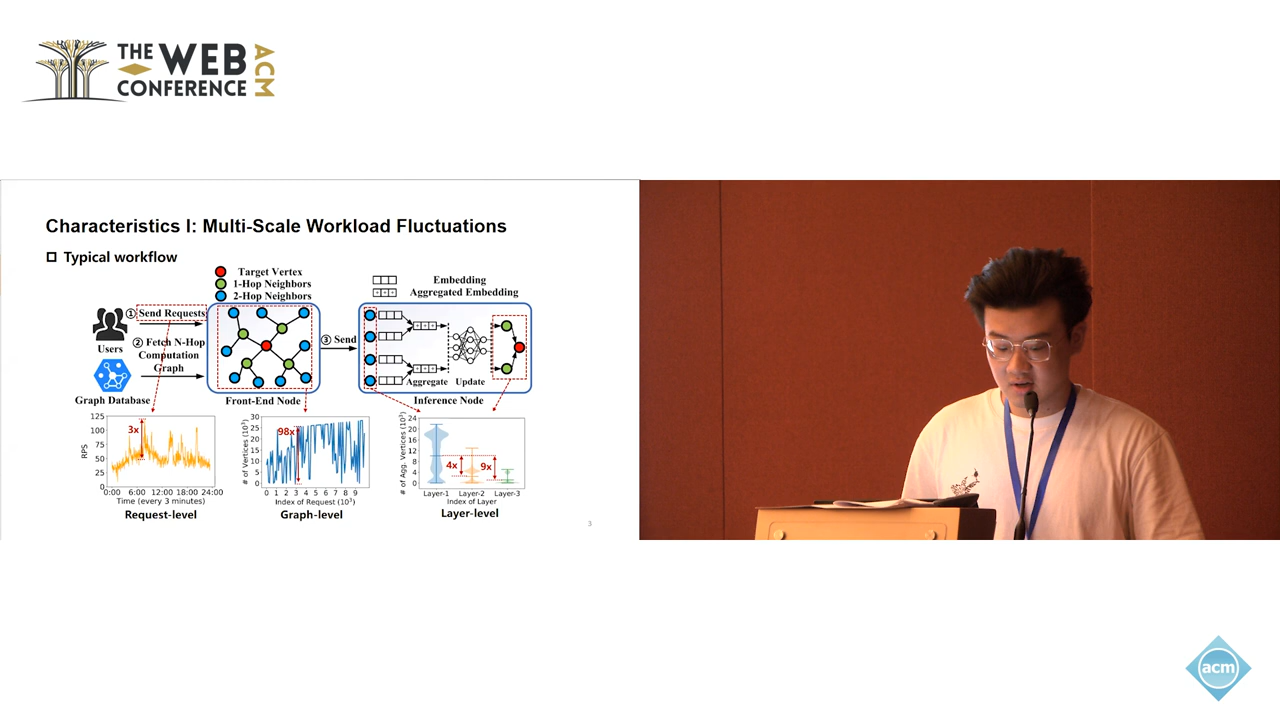 THE WEB
CONFERENCE
ACM
Characteristics I: Multi-Scale Workload Fluctuations
Typical workflow
Target Vertex
1-Hop Neighbors
2-Hop Neighbors
Embedding
Aggregated Embedding
① Send Requests
Users
② Fetch N-Hop
Computation
Graph
③ Send
Graph Database
Front-End Node
Aggregate Update
Inference Node
125
100
75
50
25
0
RPS
3x
0:00 6:00 12:00 18:00 24:00
Time (every 3 minutes)
Request-level
30
25
20
15
10
5
0
# of Vertices (10³)
98x
0 1 2 3 4 5 6 7 8 9
Index of Request (10³)
Graph-level
24
20
16
12
8
4
0
# of Agg. Vertices (10³)
4x
9x
Layer-1 Layer-2 Layer-3
Index of Layer
Layer-level
3
acm